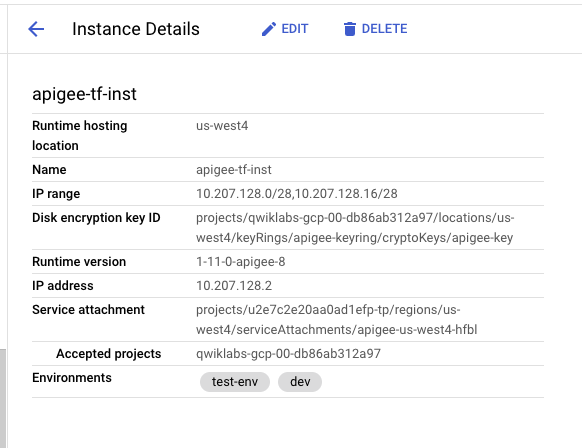 Instance Details EDIT DELETE
apigee-tf-inst
Runtime hosting us-west4
location
Name apigee-tf-inst
IP range 10.207.128.0/28,10.207.128.16/28
Disk encryption key ID projects/qwiklabs-gcp-00-db86ab312a97/locations/us-
west4/keyRings/apigee-keyring/cryptoKeys/apigee-key
Runtime version 1-11-0-apigee-8
IP address 10.207.128.2
Service attachment projects/u2e7c2e20aa0ad1efp-tp/regions/us-
west4/serviceAttachments/apigee-us-west4-hfbl
Accepted projects qwiklabs-gcp-00-db86ab312a97
Environments test-env dev